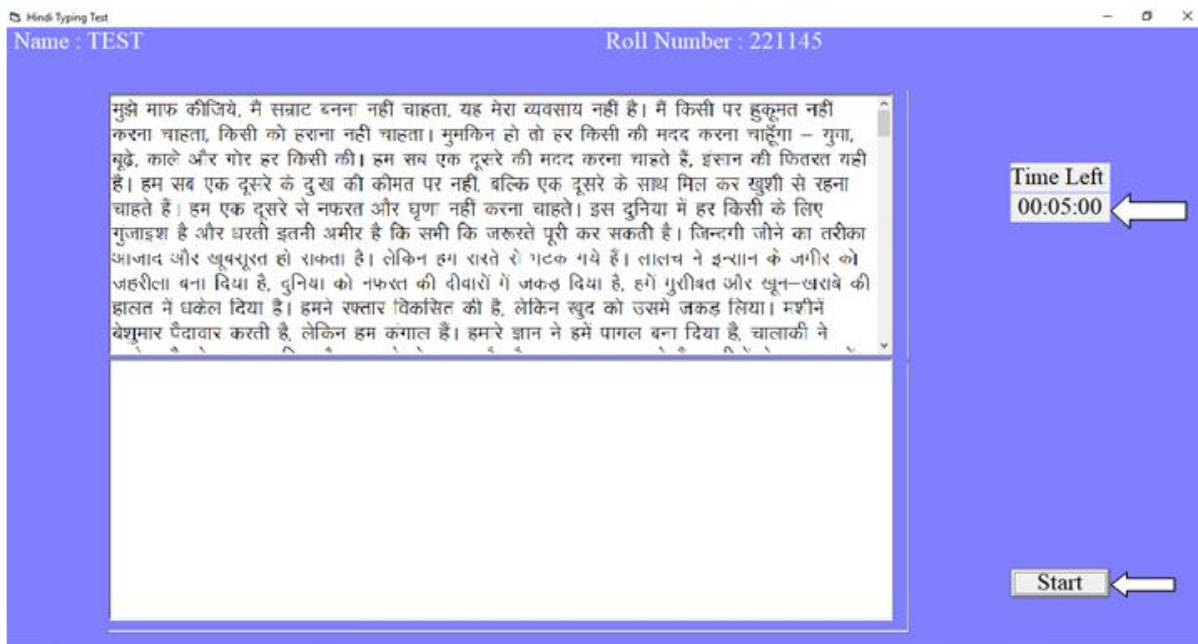 Hindi Typing Test
Name : TEST
Roll Number : 221145
मुझे माफ कीजिये, मैं सम्राट बनना नहीं चाहता, यह मेरा व्यवसाय नहीं है। मैं किसी पर हुकूमत नहीं
करना चाहता, किसी को हराना नहीं चाहता। मुमकिन हो तो हर किसी की मदद करना चाहूँगा – युवा,
बूढ़े, काले और गोरे हर किसी की। हम सब एक दूसरे की मदद करना चाहते हैं, इंसान की फितरत यही
है। हम सब एक दूसरे के दुःख की कीमत पर नहीं, बल्कि एक दूसरे के साथ मिल कर खुशी से रहना
चाहते हैं। हम एक दूसरे से नफरत और घृणा नहीं करना चाहते। इस दुनिया में हर किसी के लिए
गुंजाइश है और धरती इतनी अमीर है कि सभी कि जरूरते पूरी कर सकती है। जिन्दगी जीने का तरीका
आजाद और खूबसूरत हो सकता है। लेकिन हम रास्ते से भटक गये हैं। लालच ने इन्सान के जमीर को
जहरीला बना दिया है, दुनिया को नफरत की दीवारों में जकड़ दिया है, हमें मुसीबत और खून–खराबे की
हालत में धकेल दिया है। हमने रफ्तार विकसित की है, लेकिन खुद को उसमे जकड़ लिया। मशीनें
बेशुमार पैदावार करती है, लेकिन हम कंगाल हैं। हमारे ज्ञान ने हमें पागल बना दिया है, चालाकी ने
Time Left
00:05:00
Start